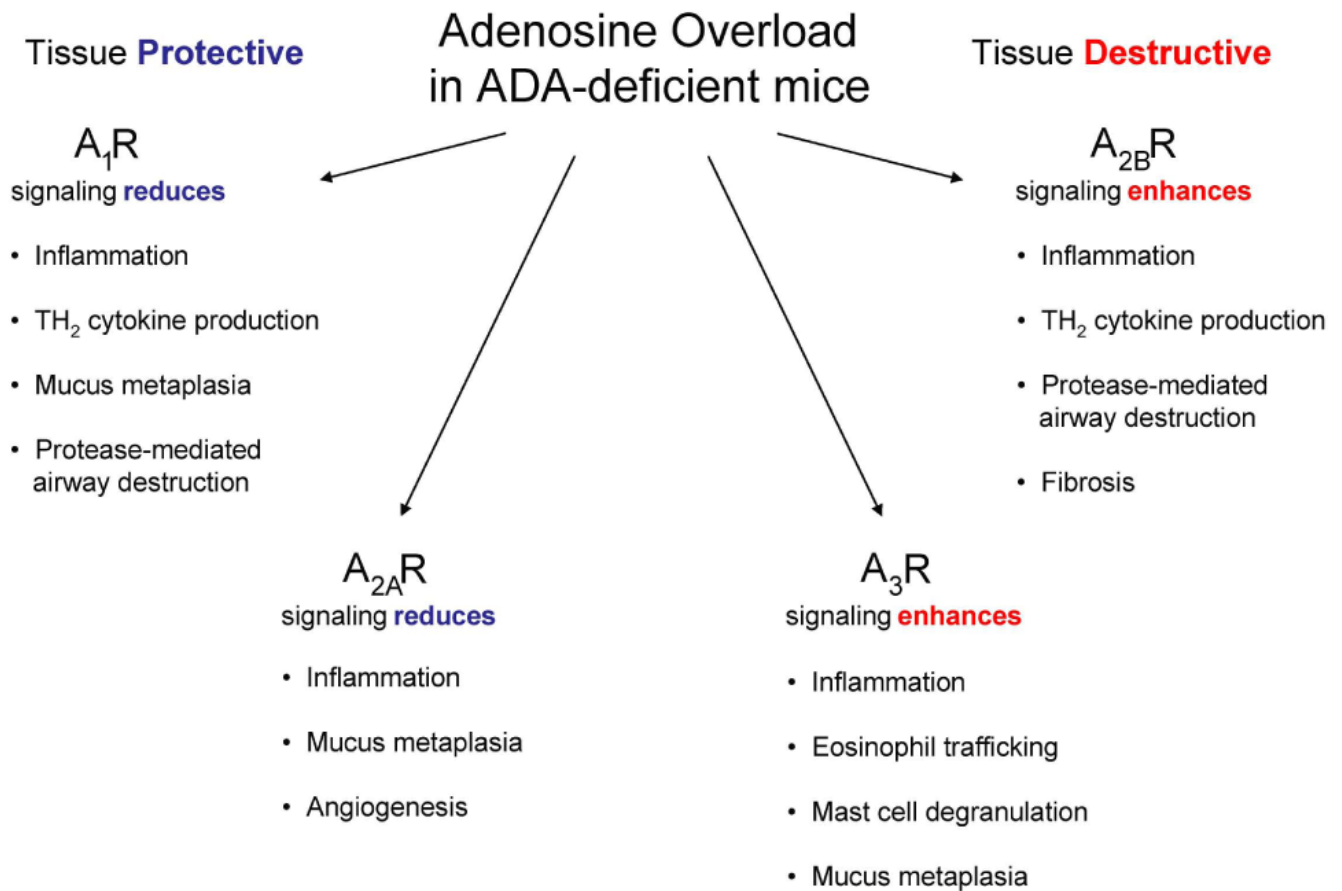 Adenosine Overload
in ADA-deficient mice
Tissue Protective
Tissue Destructive
A₁R
signaling reduces
• Inflammation
• TH₂ cytokine production
• Mucus metaplasia
• Protease-mediated
airway destruction
A₂BR
signaling enhances
• Inflammation
• TH₂ cytokine production
• Protease-mediated
airway destruction
• Fibrosis
A₂AR
signaling reduces
• Inflammation
• Mucus metaplasia
• Angiogenesis
A₃R
signaling enhances
• Inflammation
• Eosinophil trafficking
• Mast cell degranulation
• Mucus metaplasia